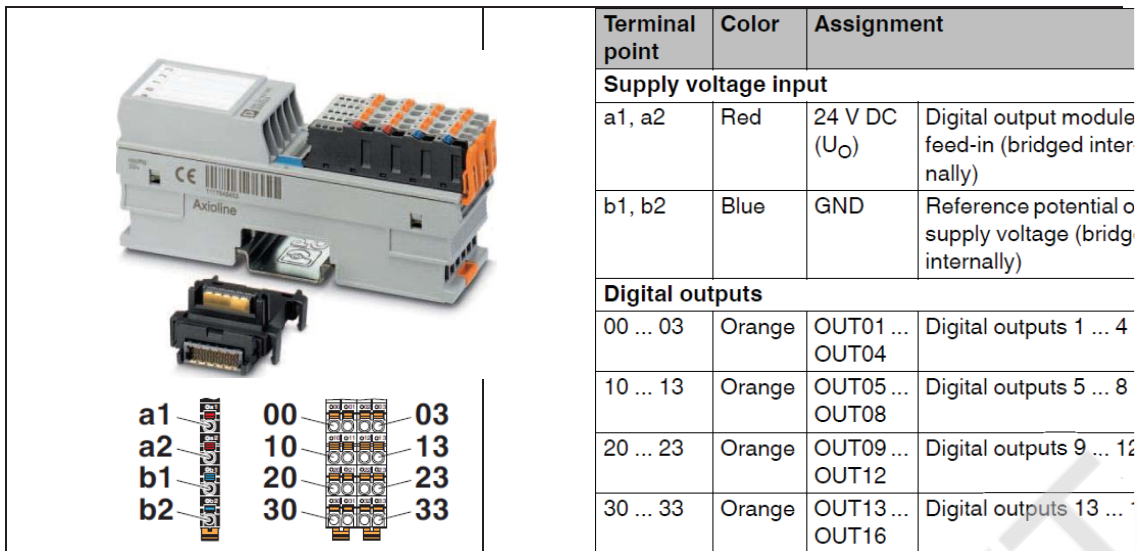 CE
Axioline
a1
a2
b1
b2
00
10
20
30
03
13
23
33
Terminal point
Color
Assignment
Supply voltage input
a1, a2
Red
24 V DC
(UO)
Digital output module
feed-in (bridged inter-
nally)
b1, b2
Blue
GND
Reference potential o
supply voltage (bridg
internally)
Digital outputs
00 ... 03
Orange
OUT01 ...
OUT04
Digital outputs 1 ... 4
10 ... 13
Orange
OUT05 ...
OUT08
Digital outputs 5 ... 8
20 ... 23
Orange
OUT09 ...
OUT12
Digital outputs 9 ... 12
30 ... 33
Orange
OUT13 ...
OUT16
Digital outputs 13 ...